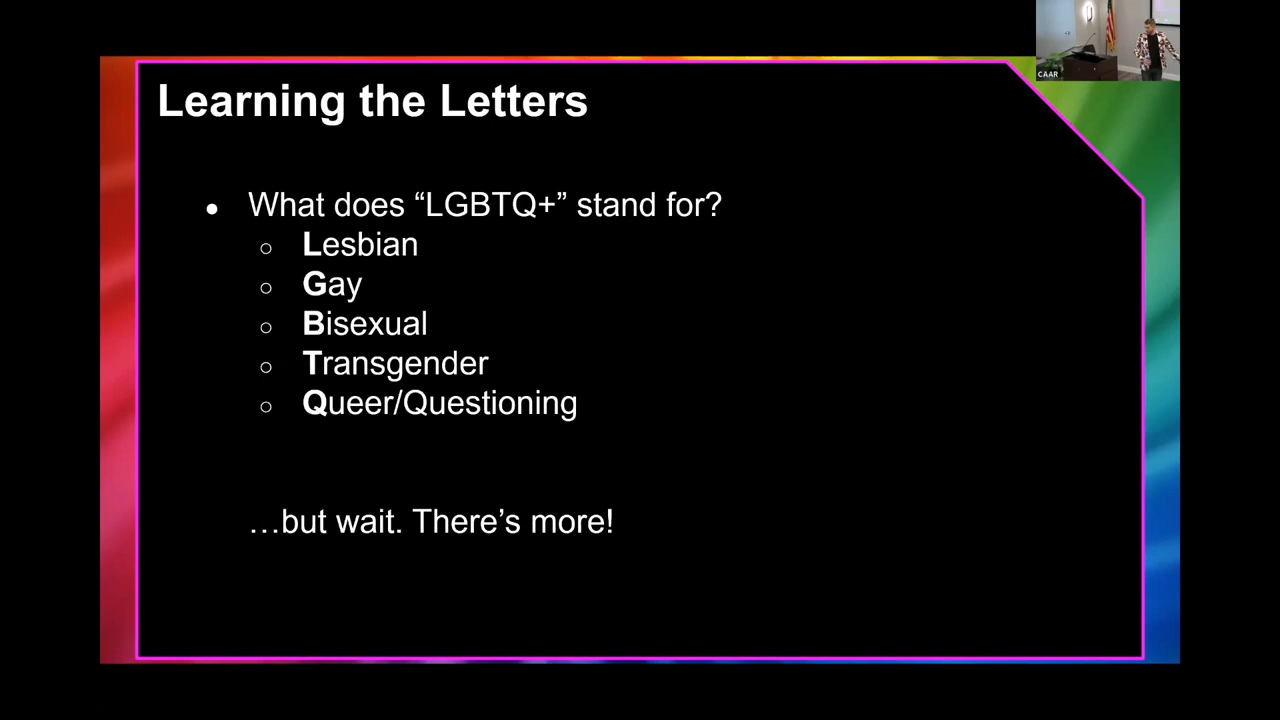 Learning the Letters
● What does “LGBTQ+” stand for?
○ Lesbian
○ Gay
○ Bisexual
○ Transgender
○ Queer/Questioning
…but wait. There’s more!
CAAR